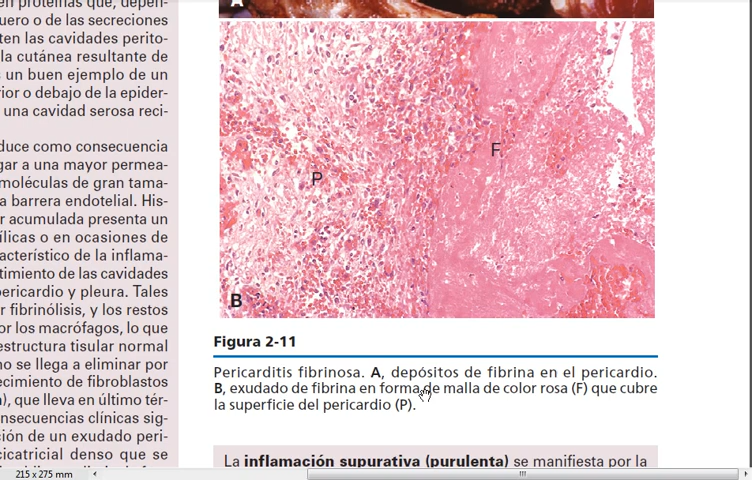 en proteínas que, depen-
uero o de las secreciones
ten las cavidades perito-
la cutánea resultante de
un buen ejemplo de un
rior o debajo de la epider-
una cavidad serosa reci-
duce como consecuencia
gar a una mayor permea-
moléculas de gran tama-
a barrera endotelial. His-
r acumulada presenta un
ílicas o en ocasiones de
acterístico de la inflama-
timiento de las cavidades
pericardio y pleura. Tales
r fibrinólisis, y los restos
or los macrófagos, lo que
estructura tisular normal
no se llega a eliminar por
ecimiento de fibroblastos
a), que lleva en último tér-
nsecuencias clínicas sig-
ción de un exudado peri-
cicatricial denso que se
A
F
P
B
Figura 2-11
Pericarditis fibrinosa. A, depósitos de fibrina en el pericardio.
B, exudado de fibrina en forma de malla de color rosa (F) que cubre
la superficie del pericardio (P).
La inflamación supurativa (purulenta) se manifiesta por la
215 x 275 mm